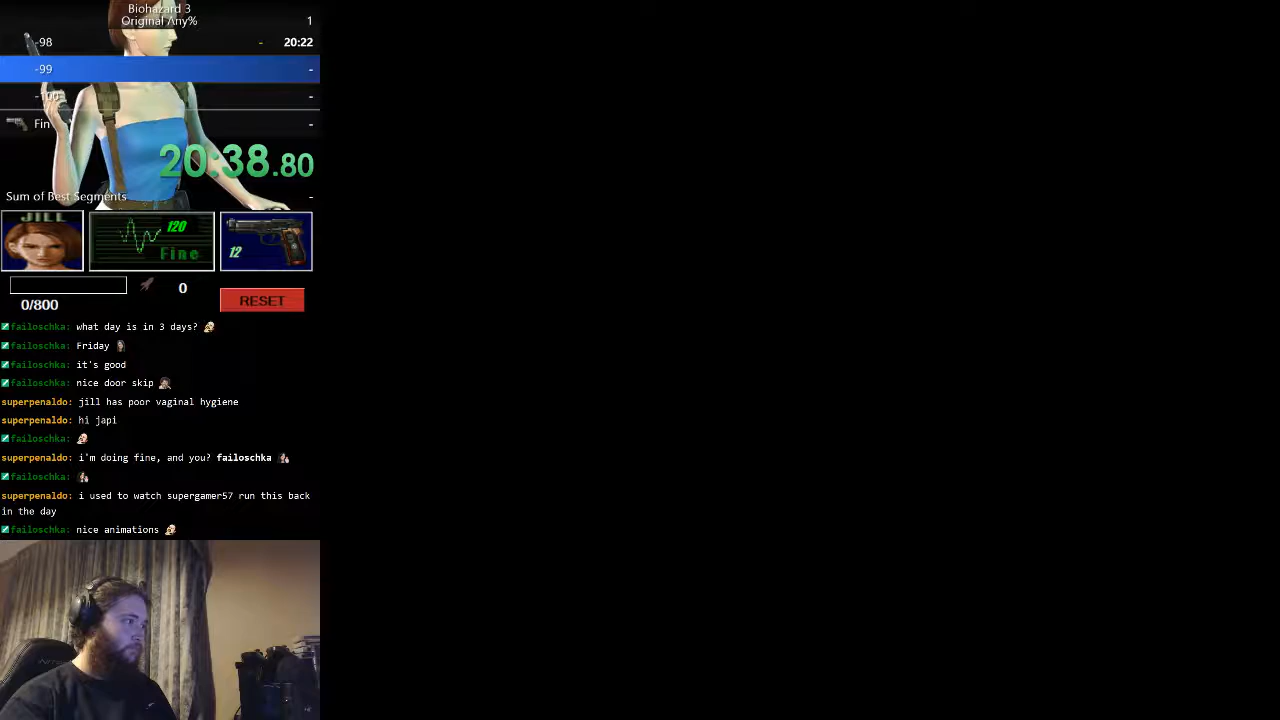 Biohazard 3
Original Any%
1
-98 - 20:22
-99 -
-100 -
Fin -
20:38.80
Sum of Best Segments -
JILL
120
Fine
12
0/800
0
RESET
failoschka: what day is in 3 days?
failoschka: Friday
failoschka: it's good
failoschka: nice door skip
superpenaldo: jill has poor vaginal hygiene
superpenaldo: hi japi
failoschka:
superpenaldo: i'm doing fine, and you? failoschka
failoschka:
superpenaldo: i used to watch supergamer57 run this back
in the day
failoschka: nice animations